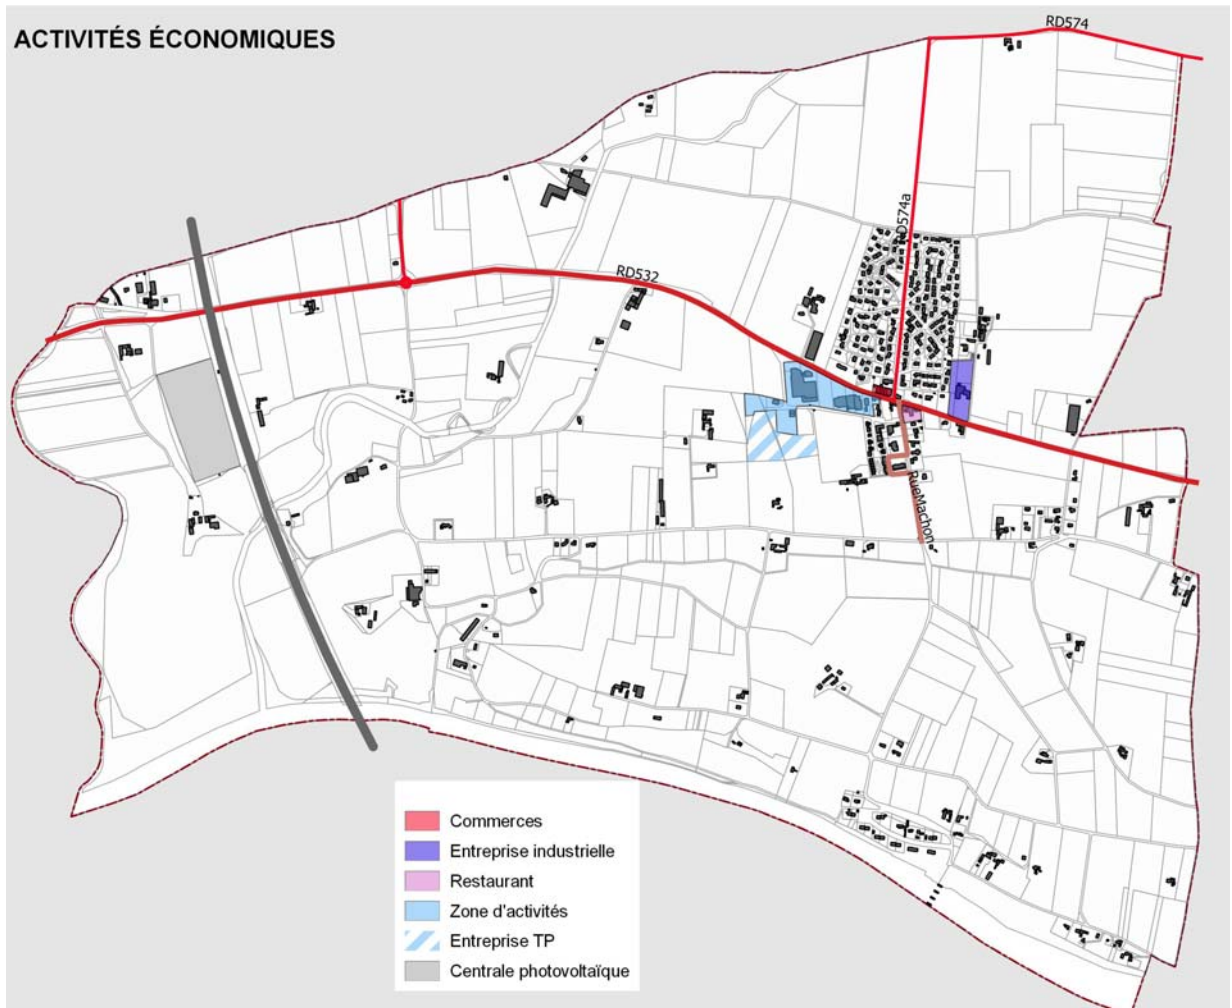 ACTIVITÉS ÉCONOMIQUES
RD574
RD574a
RD532
RueMachon
Commerces
Entreprise industrielle
Restaurant
Zone d'activités
Entreprise TP
Centrale photovoltaïque